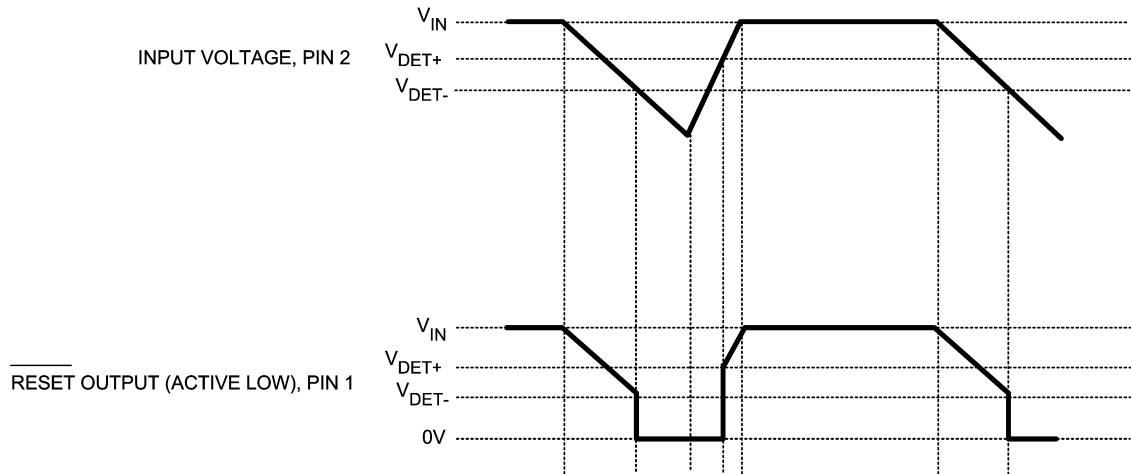 V_IN
INPUT VOLTAGE, PIN 2
V_DET+
V_DET-
V_IN
V_DET+
RESET OUTPUT (ACTIVE LOW), PIN 1
V_DET-
0V